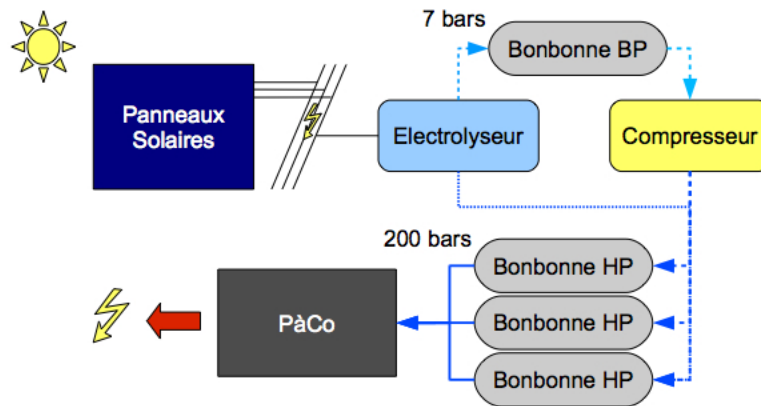 7 bars
Bonbonne BP
Panneaux
Solaires
Electrolyseur
Compresseur
200 bars
Bonbonne HP
Bonbonne HP
Bonbonne HP
PàCo